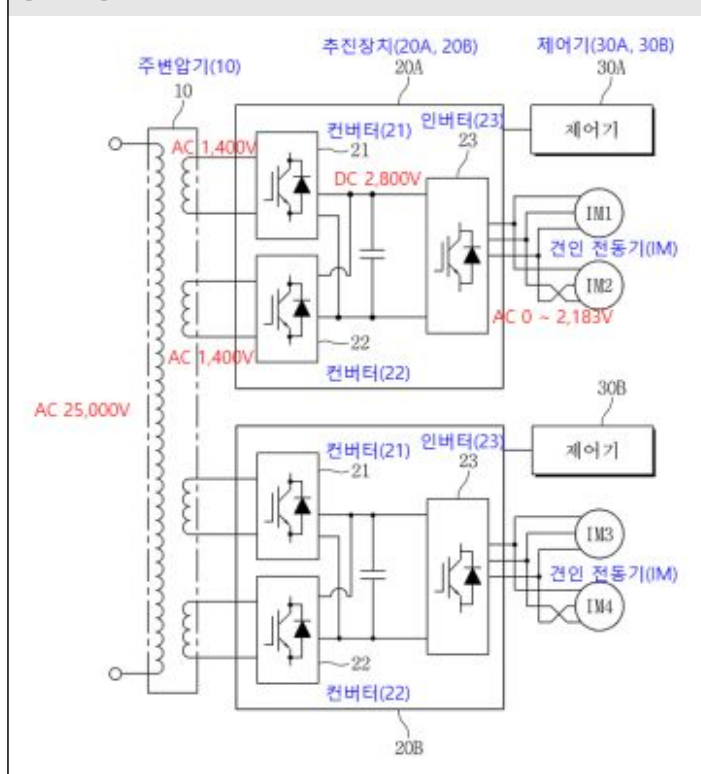 추진장치(20A, 20B)
제어기(30A, 30B)
주변압기(10)
20A
30A
10
컨버터(21)
인버터(23)
제어기
AC 1,400V
21
23
DC 2,800V
IM1
견인 전동기(IM)
IM2
AC 0 ~ 2,183V
22
AC 1,400V
컨버터(22)
30B
AC 25,000V
컨버터(21)
인버터(23)
제어기
21
23
IM3
견인 전동기(IM)
IM4
22
컨버터(22)
20B